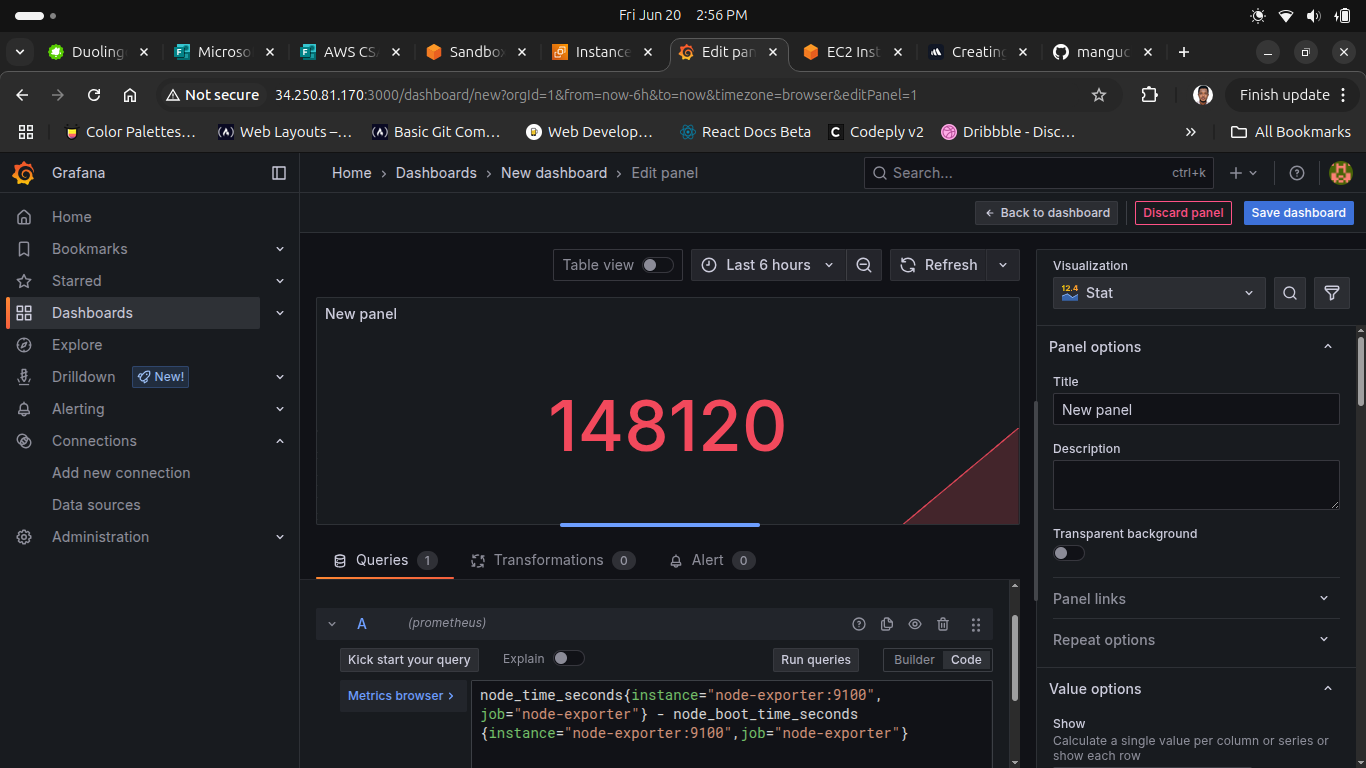 Fri Jun 20 2:56 PM
Duoling
Microso
AWS CS
Sandbo
Instance
Edit pan
EC2 Inst
Creating
manguc
Not secure 34.250.81.170:3000/dashboard/new?orgId=1&from=now-6h&to=now&timezone=browser&editPanel=1
Finish update
Color Palettes...
Web Layouts –...
Basic Git Com...
Web Develop...
React Docs Beta
Codeply v2
Dribbble - Disc...
»
All Bookmarks
Grafana
Home › Dashboards › New dashboard › Edit panel
Search... ctrl+k
Back to dashboard
Discard panel
Save dashboard
Home
Bookmarks
Starred
Dashboards
Explore
Drilldown New!
Alerting
Connections
Add new connection
Data sources
Administration
Table view
Last 6 hours
Refresh
New panel
148120
Queries 1
Transformations 0
Alert 0
A (prometheus)
Kick start your query
Explain
Run queries
Builder Code
Metrics browser ›
node_time_seconds{instance="node-exporter:9100",
job="node-exporter"} - node_boot_time_seconds
{instance="node-exporter:9100",job="node-exporter"}
Visualization
12.4 Stat
Panel options
Title
New panel
Description
Transparent background
Panel links
Repeat options
Value options
Show
Calculate a single value per column or series or
show each row